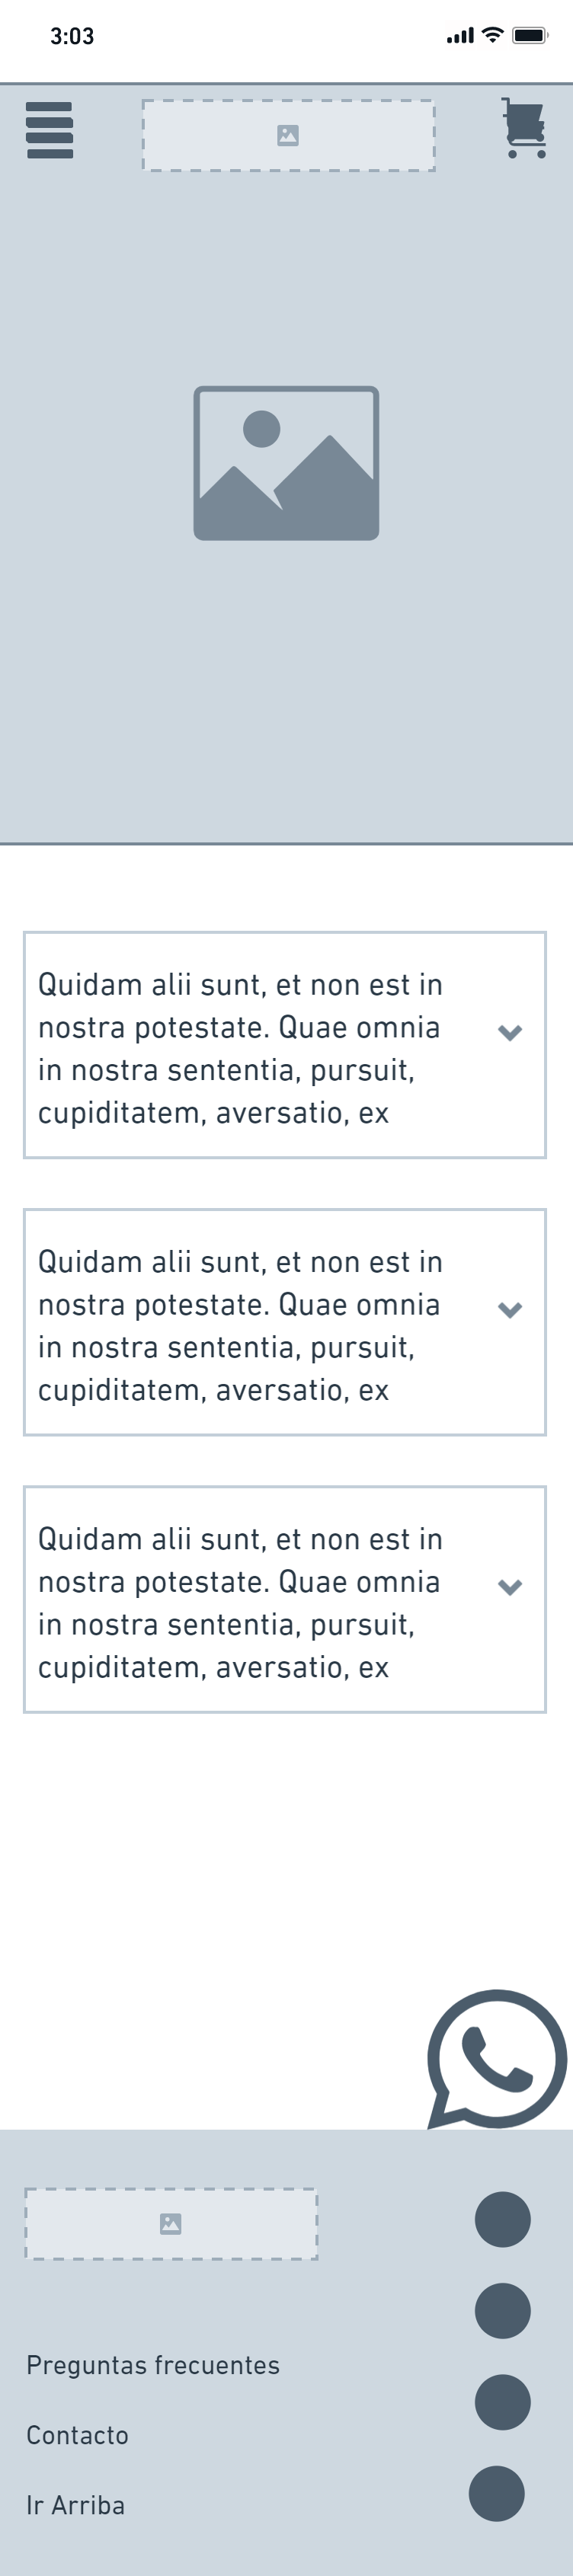 3:03
Quidam alii sunt, et non est in
nostra potestate. Quae omnia
in nostra sententia, pursuit,
cupiditatem, aversatio, ex
Quidam alii sunt, et non est in
nostra potestate. Quae omnia
in nostra sententia, pursuit,
cupiditatem, aversatio, ex
Quidam alii sunt, et non est in
nostra potestate. Quae omnia
in nostra sententia, pursuit,
cupiditatem, aversatio, ex
Preguntas frecuentes
Contacto
Ir Arriba